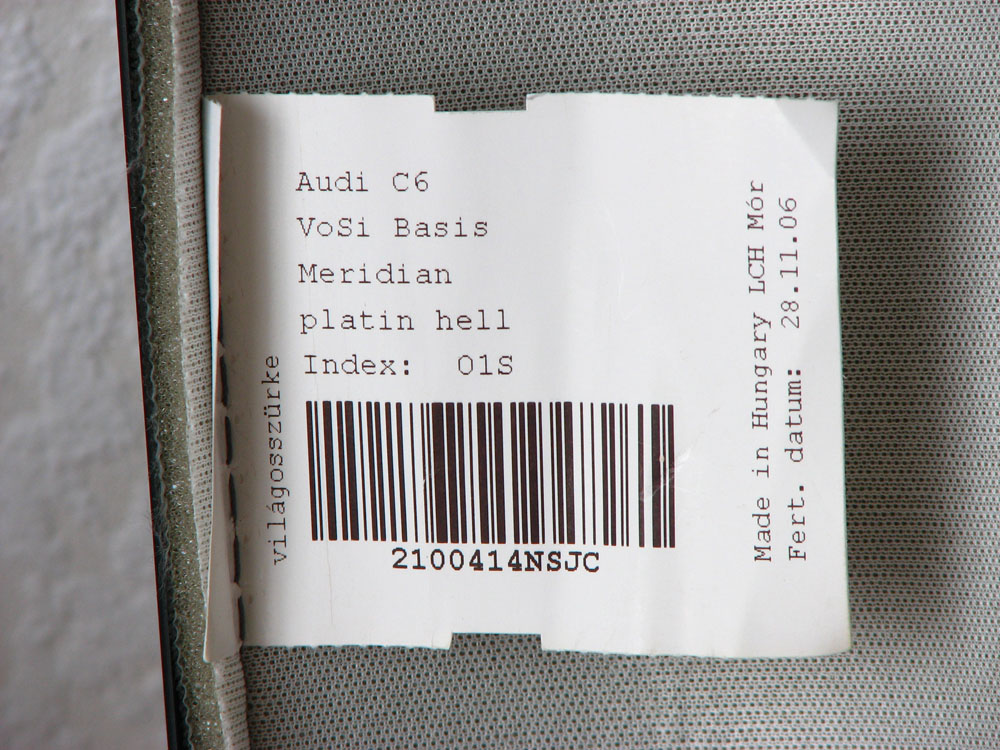 Audi C6
VoSi Basis
Meridian
platin hell
Index: 01S
2100414NSJC
világosszürke
Made in Hungary LCH Mór
Fert. datum: 28.11.06